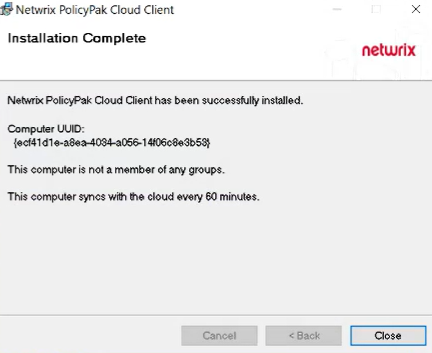 Netwrix PolicyPak Cloud Client
Installation Complete
netwrix
Netwrix PolicyPak Cloud Client has been successfully installed.
Computer UUID:
{ecf41d1e-a8ea-4034-a056-14f06c8e3b53}
This computer is not a member of any groups.
This computer syncs with the cloud every 60 minutes.
Cancel
< Back
Close